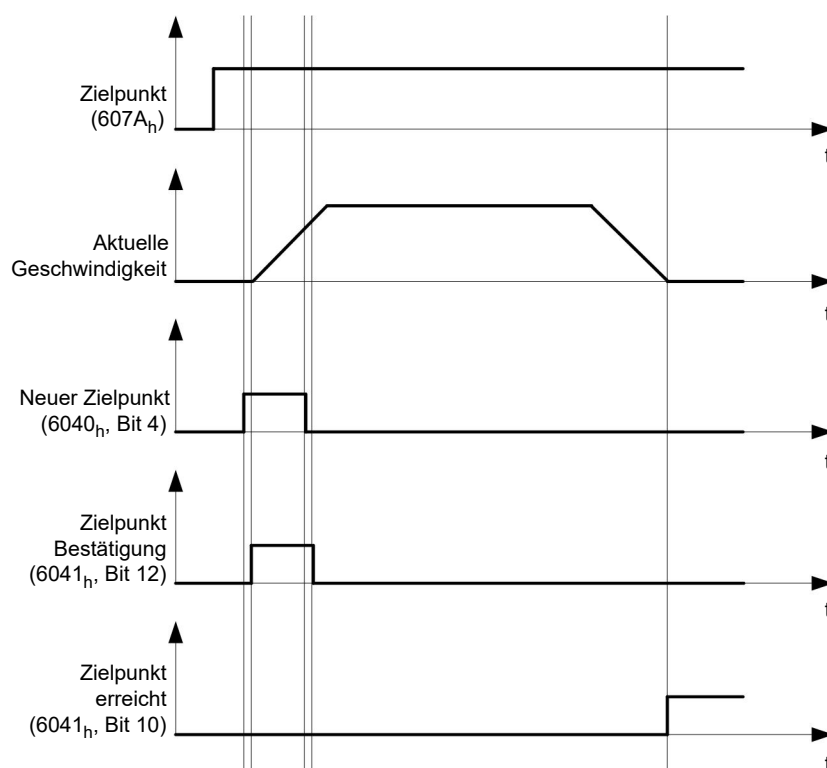 Zielpunkt
(607Aₕ)
t
Aktuelle
Geschwindigkeit
t
Neuer Zielpunkt
(6040ₕ, Bit 4)
t
Zielpunkt
Bestätigung
(6041ₕ, Bit 12)
t
Zielpunkt
erreicht
(6041ₕ, Bit 10)
t